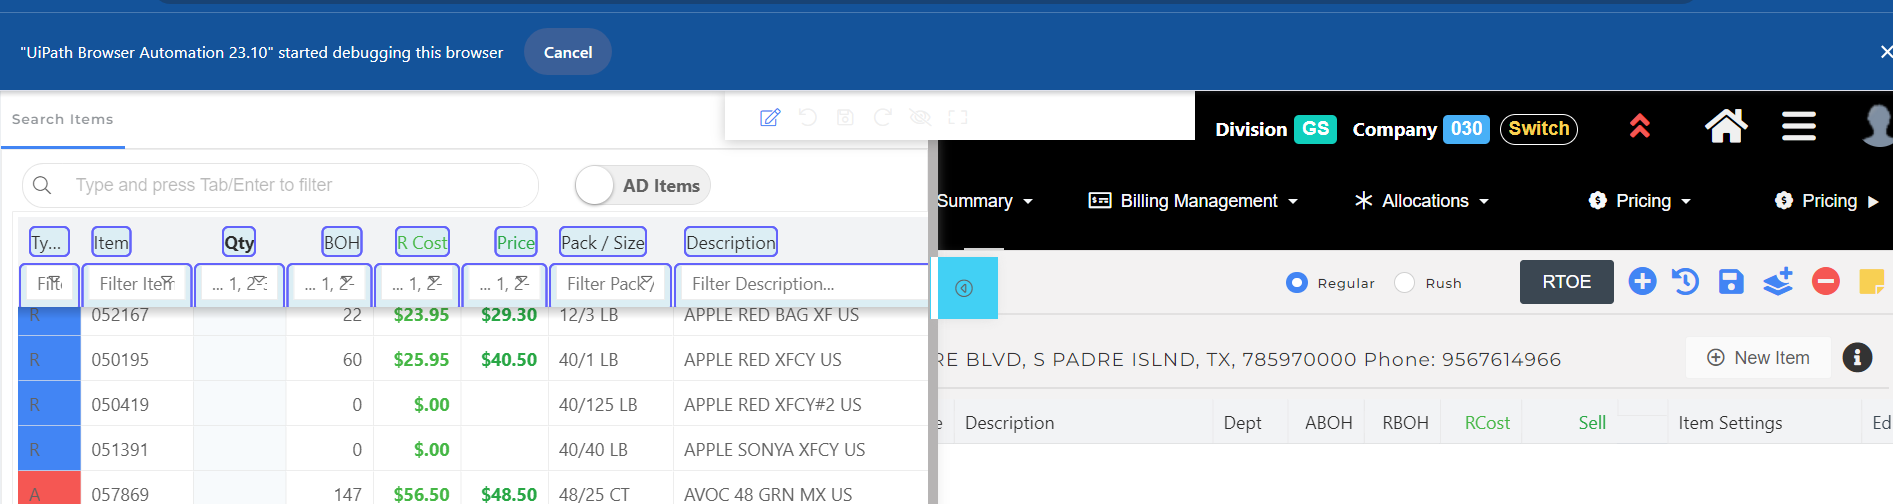 "UiPath Browser Automation 23.10" started debugging this browser Cancel
Search Items
Division GS Company 030 Switch
Type and press Tab/Enter to filter AD Items
Summary Billing Management Allocations Pricing Pricing
Ty... Item Qty BOH R Cost Price Pack / Size Description
Filter Item ... 1, 2- ... 1, 2- ... 1, 2- ... 1, 2- Filter Pack / Filter Description...
Regular Rush RTOE
R 052167 22 $23.95 $29.30 12/3 LB APPLE RED BAG XF US
R 050195 60 $25.95 $40.50 40/1 LB APPLE RED XFCY US
RE BLVD, S PADRE ISLND, TX, 785970000 Phone: 9567614966 New Item
R 050419 0 $.00 40/125 LB APPLE RED XFCY#2 US
e Description Dept ABOH RBOH RCost Sell Item Settings Ed
R 051391 0 $.00 40/40 LB APPLE SONYA XFCY US
A 057869 147 $56.50 $48.50 48/25 CT AVOC 48 GRN MX US